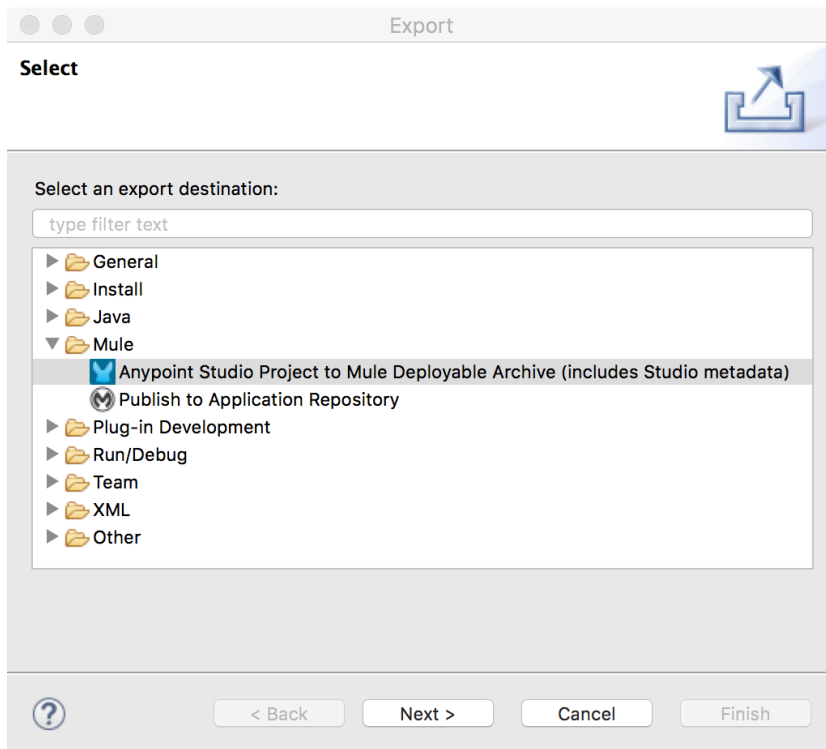 Export
Select
Select an export destination:
type filter text
General
Install
Java
Mule
Anypoint Studio Project to Mule Deployable Archive (includes Studio metadata)
Publish to Application Repository
Plug-in Development
Run/Debug
Team
XML
Other
?
< Back
Next >
Cancel
Finish